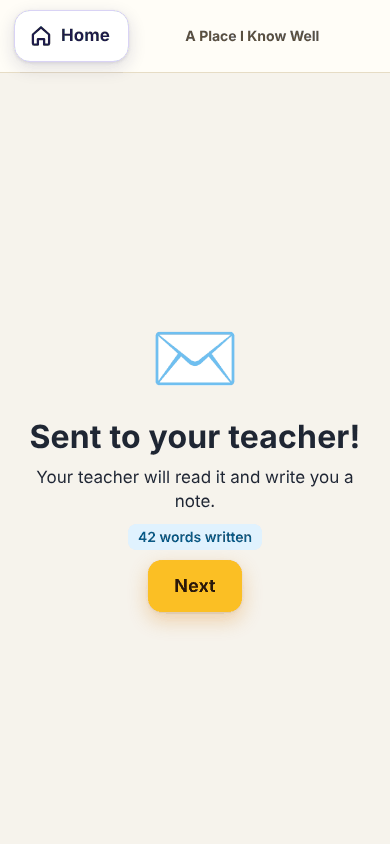 Home
A Place I Know Well
Sent to your teacher!
Your teacher will read it and write you a
note.
42 words written
Next